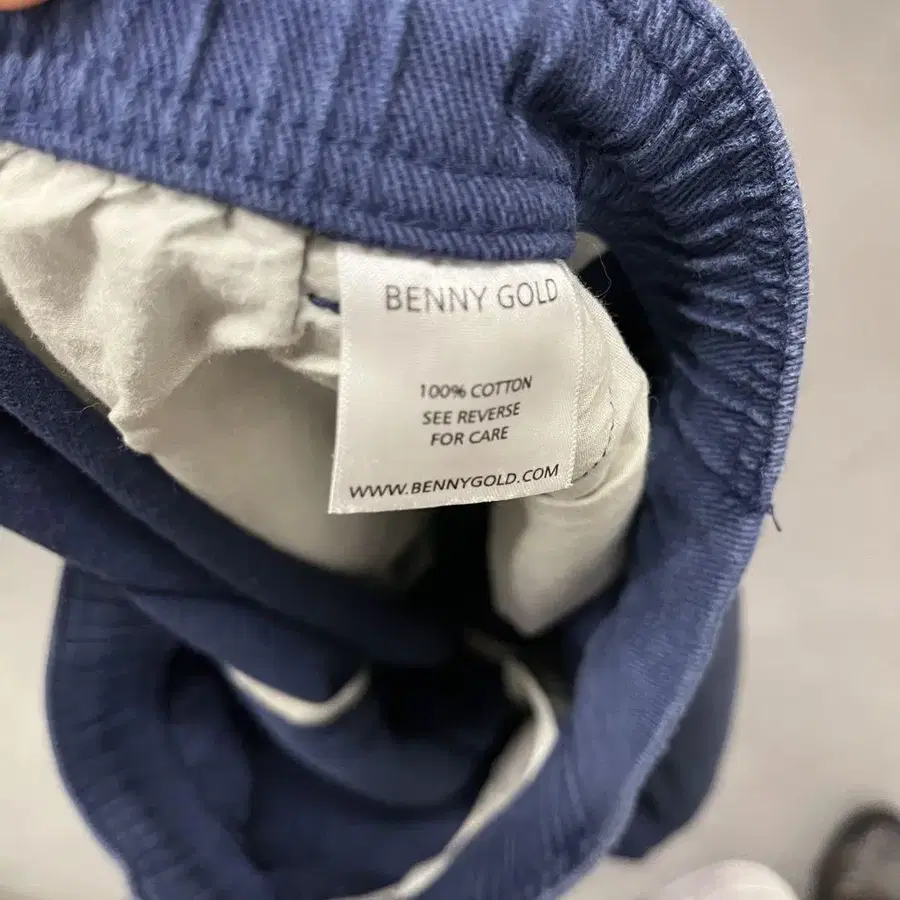 BENNY GOLD
100% COTTON
SEE REVERSE
FOR CARE
WWW.BENNYGOLD.COM